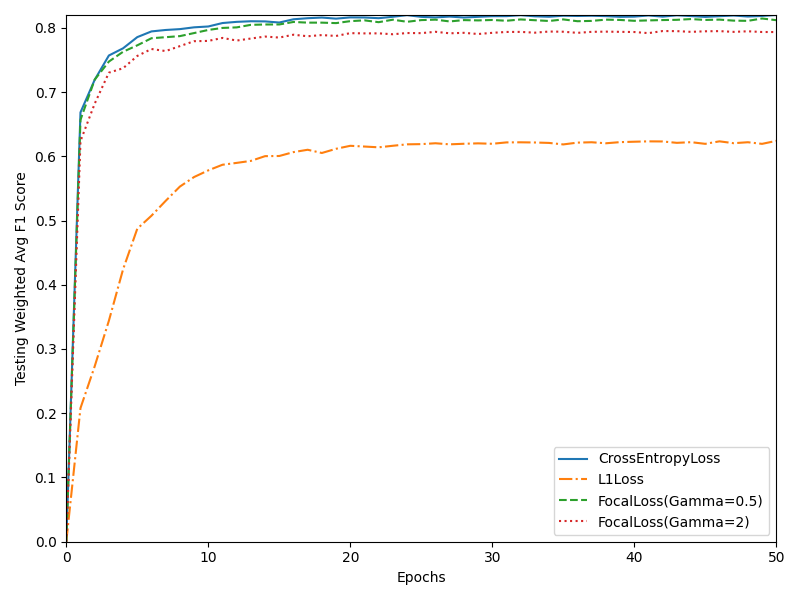 Testing Weighted Avg F1 Score
0.8
0.7
0.6
0.5
0.4
0.3
0.2
0.1
0.0
0 10 20 30 40 50
Epochs
CrossEntropyLoss
L1Loss
FocalLoss(Gamma=0.5)
FocalLoss(Gamma=2)